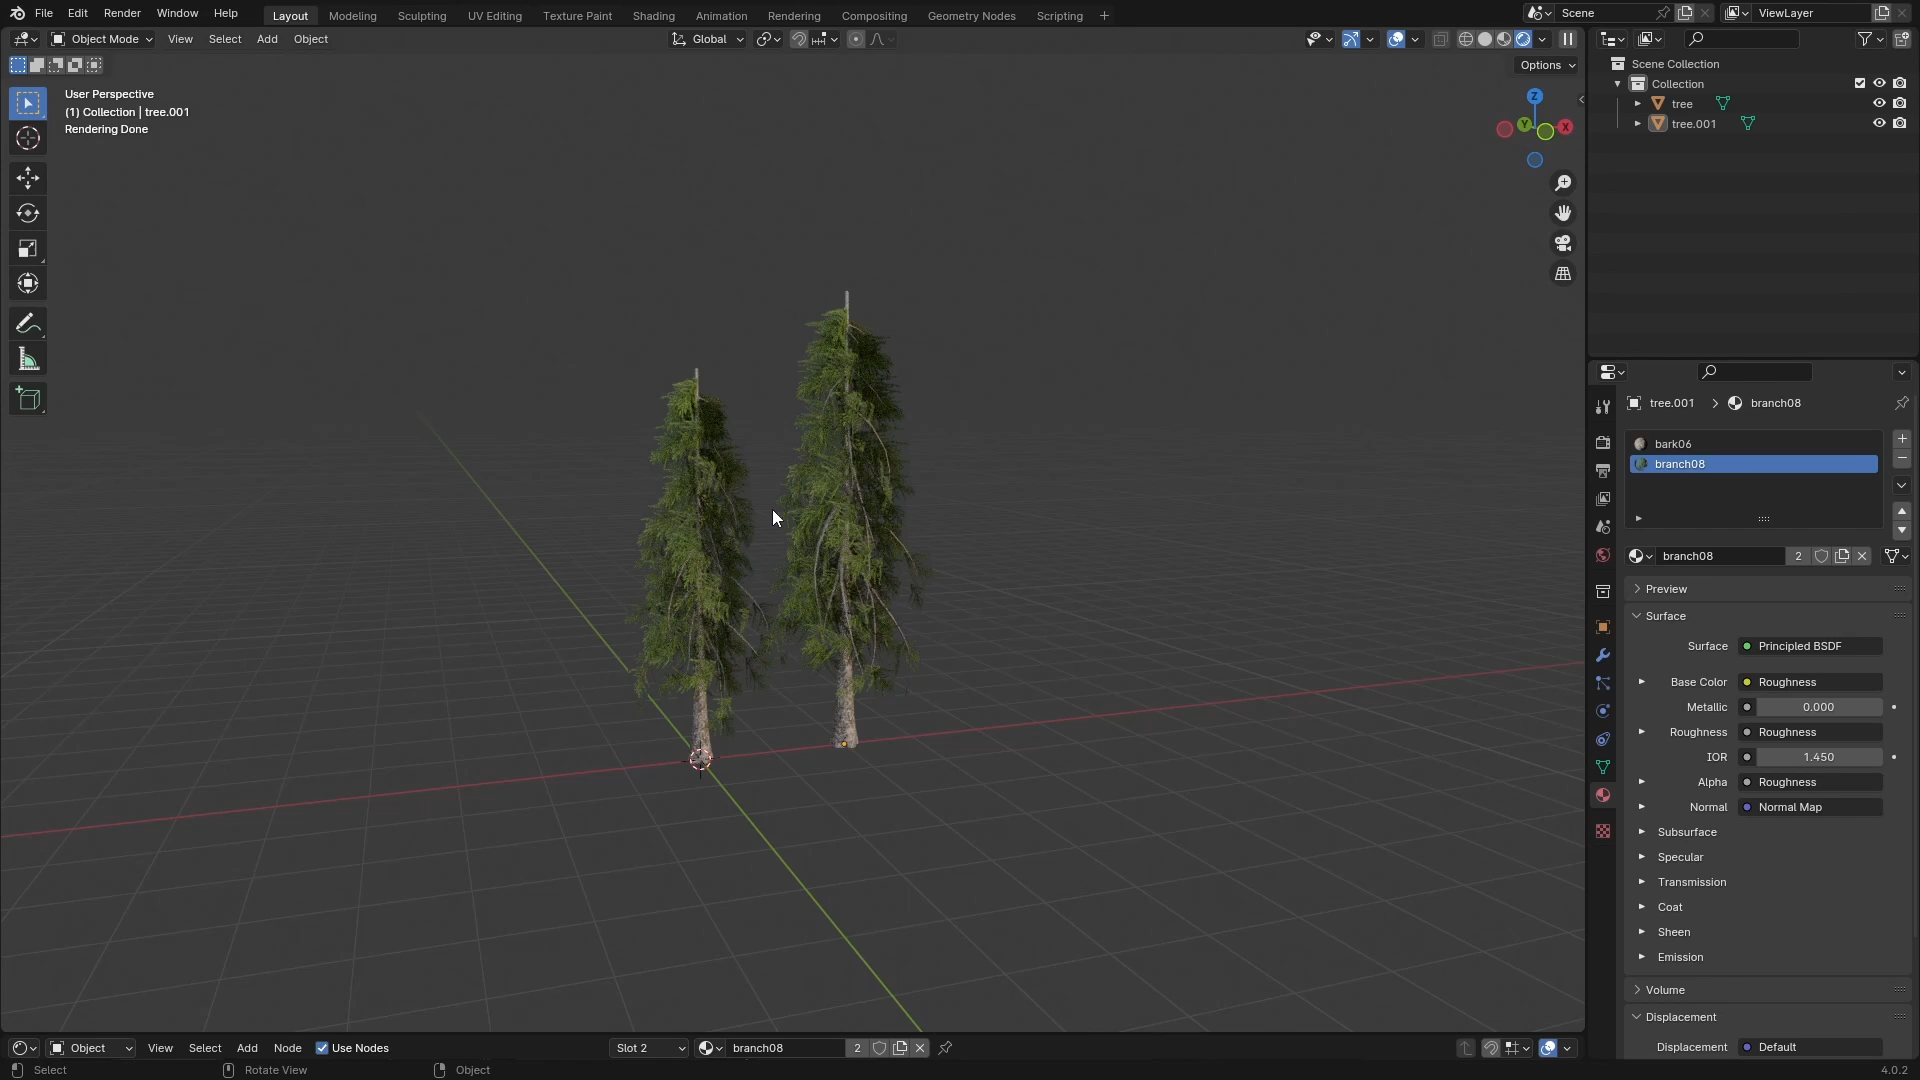 File Edit Render Window Help Layout Modeling Sculpting UV Editing Texture Paint Shading Animation Rendering Compositing Geometry Nodes Scripting + Scene ViewLayer
Object Mode View Select Add Object Global
Options
User Perspective
(1) Collection | tree.001
Rendering Done
Z
Y
X
Scene Collection
Collection
tree
tree.001
tree.001 > branch08
bark06
branch08
branch08 2
Preview
Surface
Surface Principled BSDF
Base Color Roughness
Metallic 0.000
Roughness Roughness
IOR 1.450
Alpha Roughness
Normal Normal Map
Subsurface
Specular
Transmission
Coat
Sheen
Emission
Volume
Displacement
Displacement Default
Object View Select Add Node Use Nodes Slot 2 branch08 2
Select Rotate View Object 4.0.2